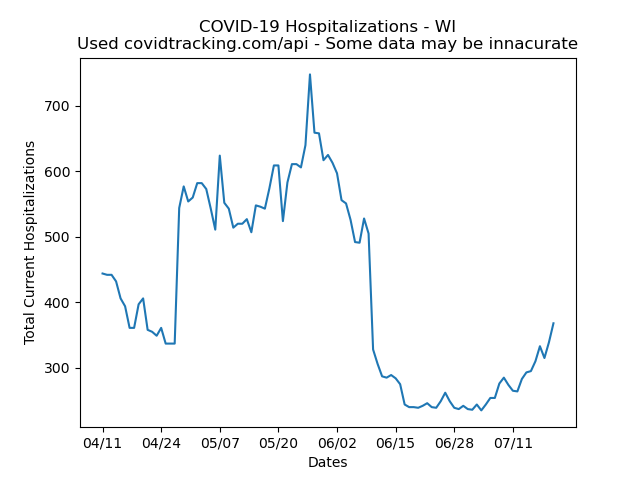 COVID-19 Hospitalizations - WI
Used covidtracking.com/api - Some data may be innacurate
Total Current Hospitalizations
700
600
500
400
300
04/11 04/24 05/07 05/20 06/02 06/15 06/28 07/11
Dates